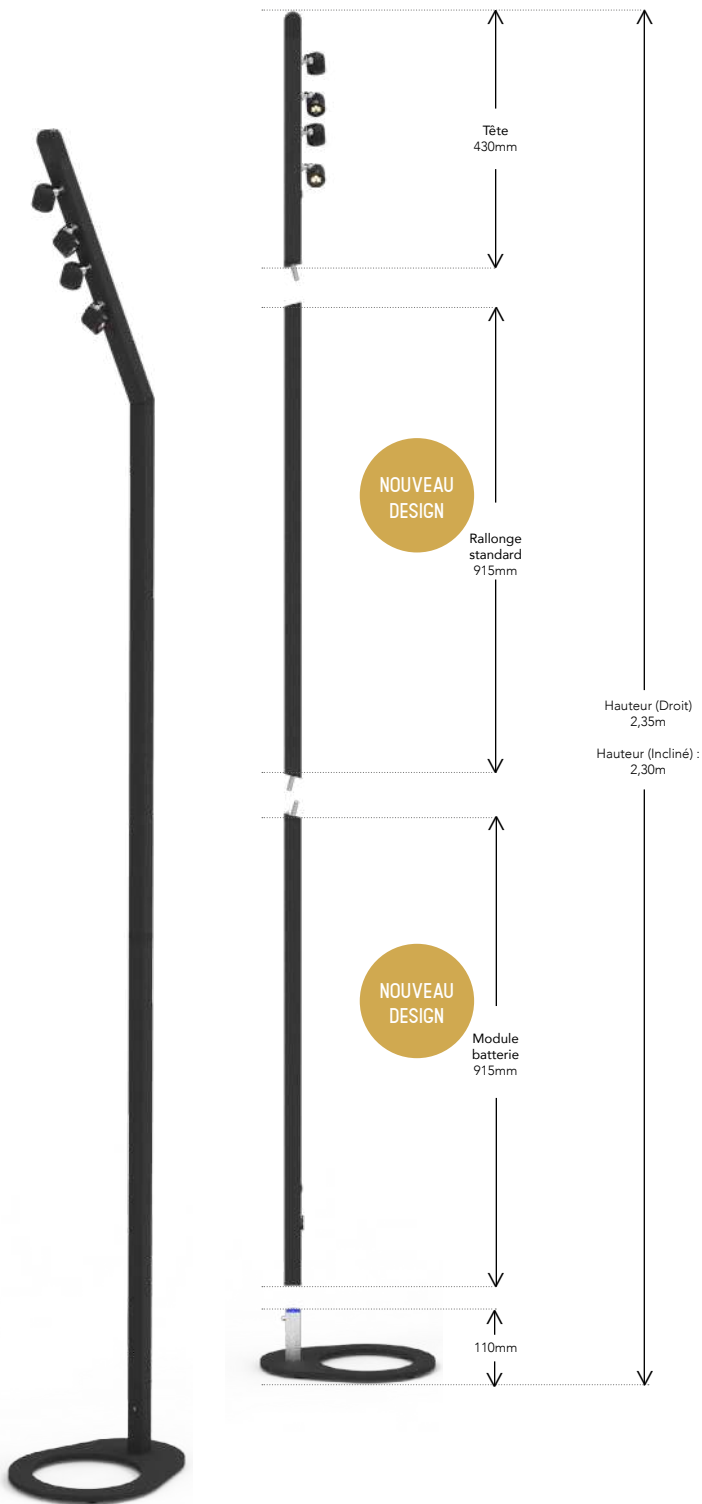 Tête
430mm
NOUVEAU
DESIGN
Rallonge
standard
915mm
Hauteur (Droit)
2,35m
Hauteur (Incliné) :
2,30m
NOUVEAU
DESIGN
Module
batterie
915mm
110mm